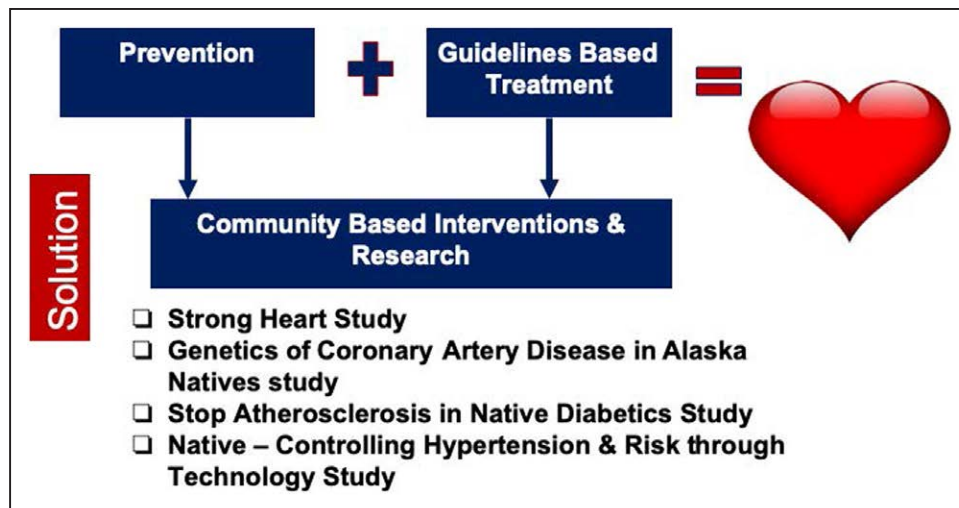 Prevention
+
Guidelines Based
Treatment
=
Solution
Community Based Interventions &
Research
❑ Strong Heart Study
❑ Genetics of Coronary Artery Disease in Alaska
Natives study
❑ Stop Atherosclerosis in Native Diabetics Study
❑ Native – Controlling Hypertension & Risk through
Technology Study